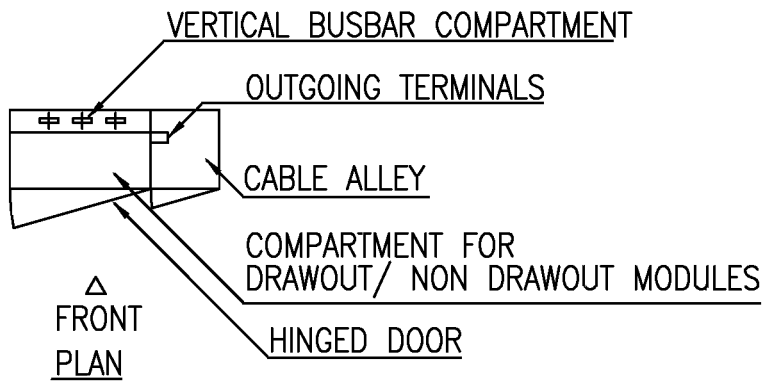 VERTICAL BUSBAR COMPARTMENT
OUTGOING TERMINALS
CABLE ALLEY
COMPARTMENT FOR
DRAWOUT/ NON DRAWOUT MODULES
HINGED DOOR
FRONT
PLAN